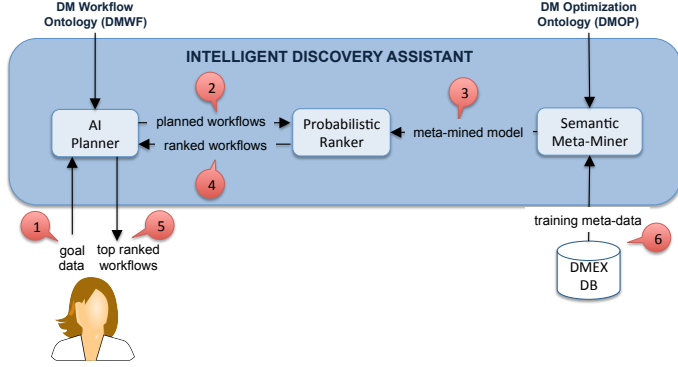 DM Workflow
Ontology (DMWF)
DM Optimization
Ontology (DMOP)
INTELLIGENT DISCOVERY ASSISTANT
2
3
AI
Planner
planned workflows
ranked workflows
Probabilistic
Ranker
meta-mined model
Semantic
Meta-Miner
4
1
goal
data
5
top ranked
workflows
training meta-data
6
DMEX
DB